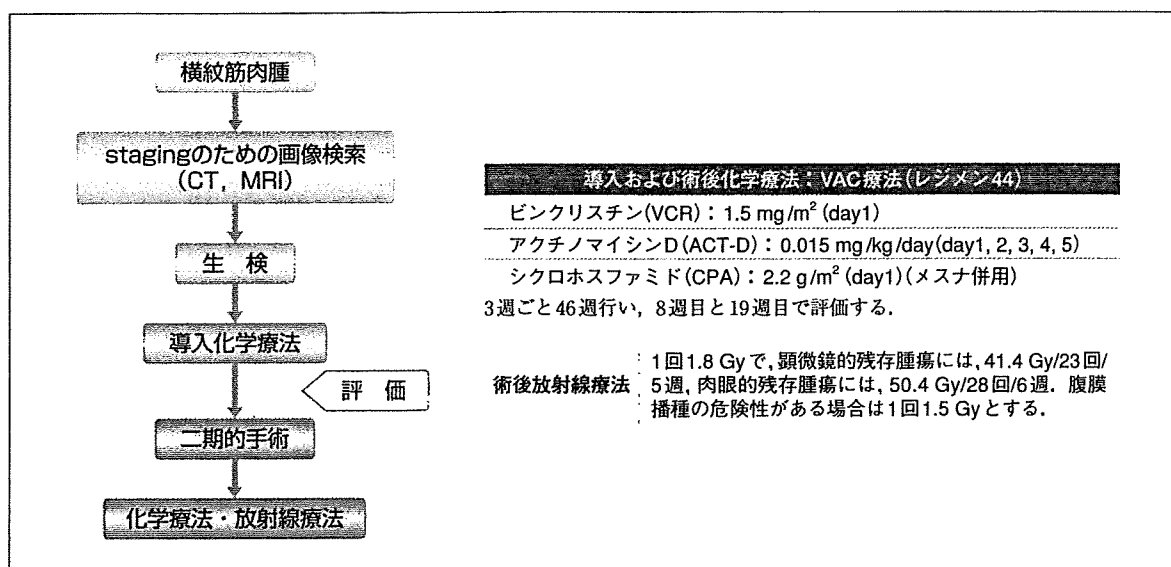 横紋筋肉腫
stagingのための画像検索
(CT, MRI)
生 検
導入化学療法
評 価
二期的手術
化学療法・放射線療法
導入および術後化学療法：VAC療法(レジメン44)
ビンクリスチン(VCR)：1.5 mg/m² (day1)
アクチノマイシンD(ACT-D)：0.015 mg/kg/day(day1, 2, 3, 4, 5)
シクロホスファミド(CPA)：2.2 g/m² (day1)(メスナ併用)
3週ごと46週行い，8週目と19週目で評価する．
術後放射線療法
1回1.8 Gyで，顕微鏡的残存腫瘍には，41.4 Gy/23回/
5週，肉眼的残存腫瘍には，50.4 Gy/28回/6週．腹膜
播種の危険性がある場合は1回1.5 Gyとする．